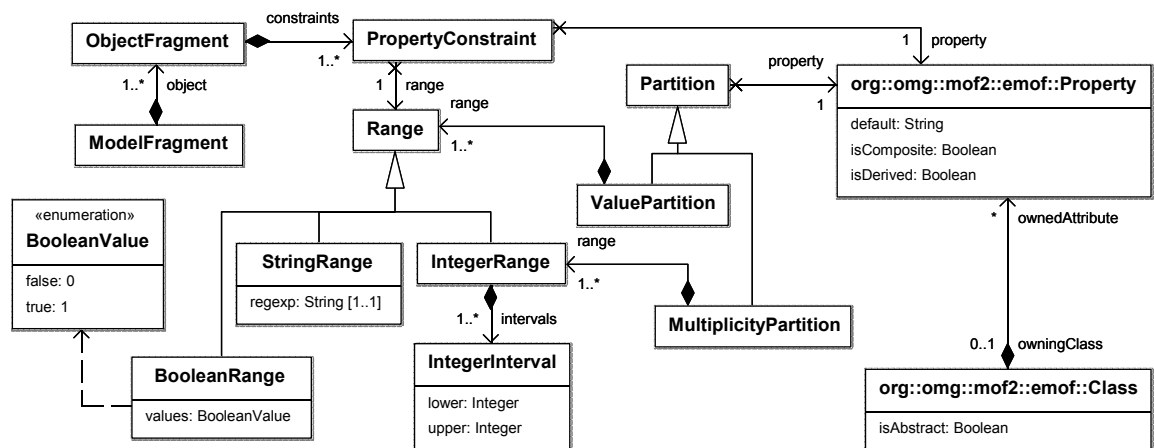 constraints
ObjectFragment
PropertyConstraint
1..*
1
property
1..*
object
1
range
property
Partition
org::omg::mof2::emof::Property
1
default: String
isComposite: Boolean
isDerived: Boolean
ModelFragment
range
Range
1..*
ValuePartition
«enumeration»
BooleanValue
false: 0
true: 1
*
ownedAttribute
StringRange
regexp: String [1..1]
IntegerRange
range
1..*
MultiplicityPartition
1..*
intervals
0..1
owningClass
BooleanRange
values: BooleanValue
IntegerInterval
lower: Integer
upper: Integer
org::omg::mof2::emof::Class
isAbstract: Boolean